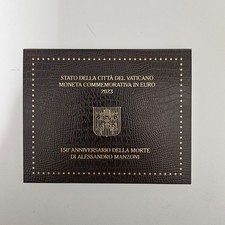 STATO DELLA CITTÀ DEL VATICANO
MONETA COMMEMORATIVA IN EURO
2023
150° ANNIVERSARIO DELLA MORTE
DI ALESSANDRO MANZONI